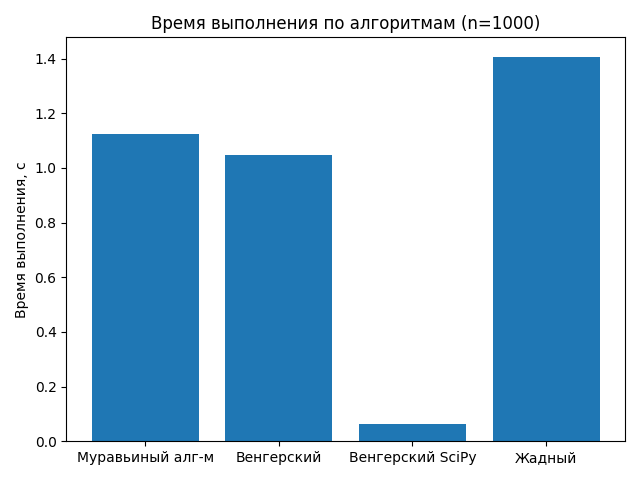 Время выполнения по алгоритмам (n=1000)
Время выполнения, с
1.4
1.2
1.0
0.8
0.6
0.4
0.2
0.0
Муравьиный алг-м Венгерский Венгерский SciPy Жадный